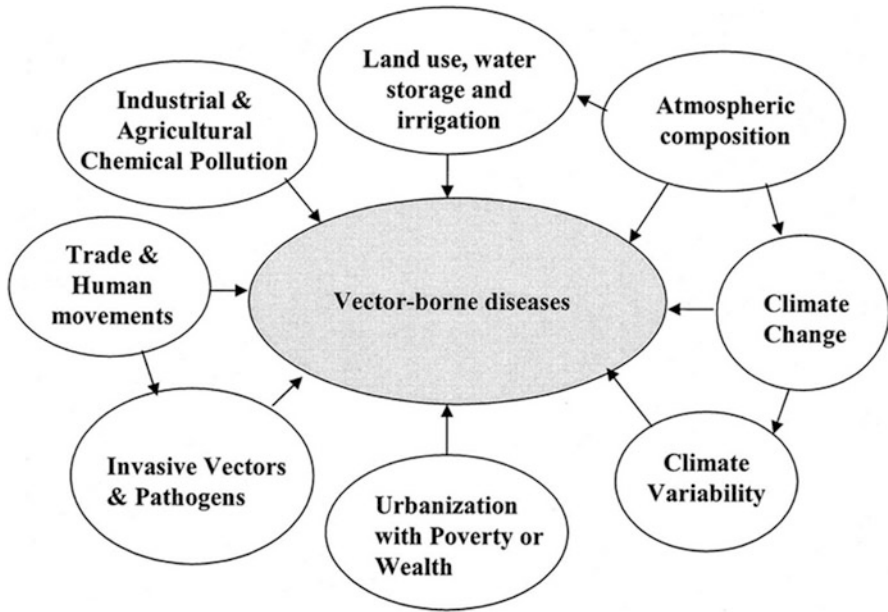 Land use, water
storage and
irrigation
Industrial &
Agricultural
Chemical Pollution
Atmospheric
composition
Trade &
Human
movements
Vector-borne diseases
Climate
Change
Invasive Vectors
& Pathogens
Urbanization
with Poverty or
Wealth
Climate
Variability